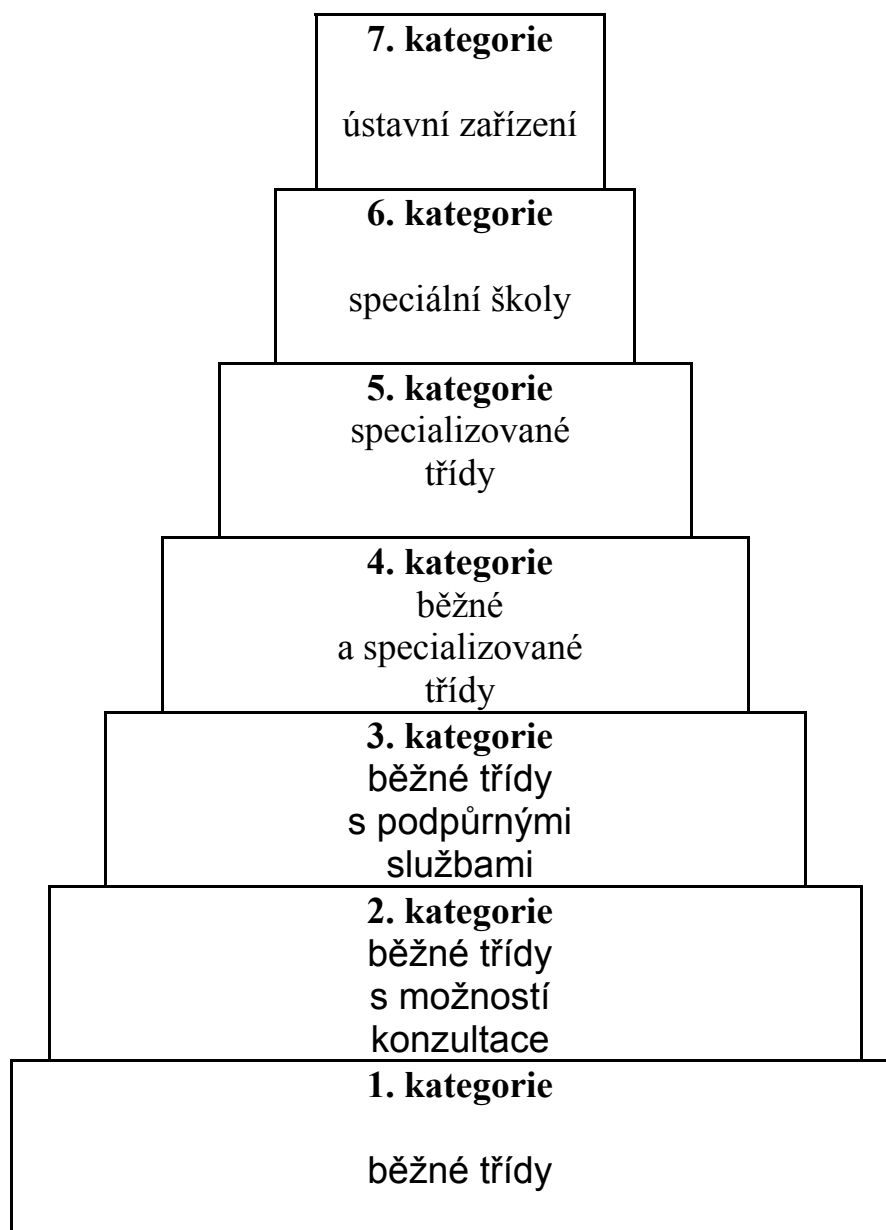 7. kategorie
ústavní zařízení
6. kategorie
speciální školy
5. kategorie
specializované
třídy
4. kategorie
běžné
a specializované
třídy
3. kategorie
běžné třídy
s podpůrnými
službami
2. kategorie
běžné třídy
s možností
konzultace
1. kategorie
běžné třídy